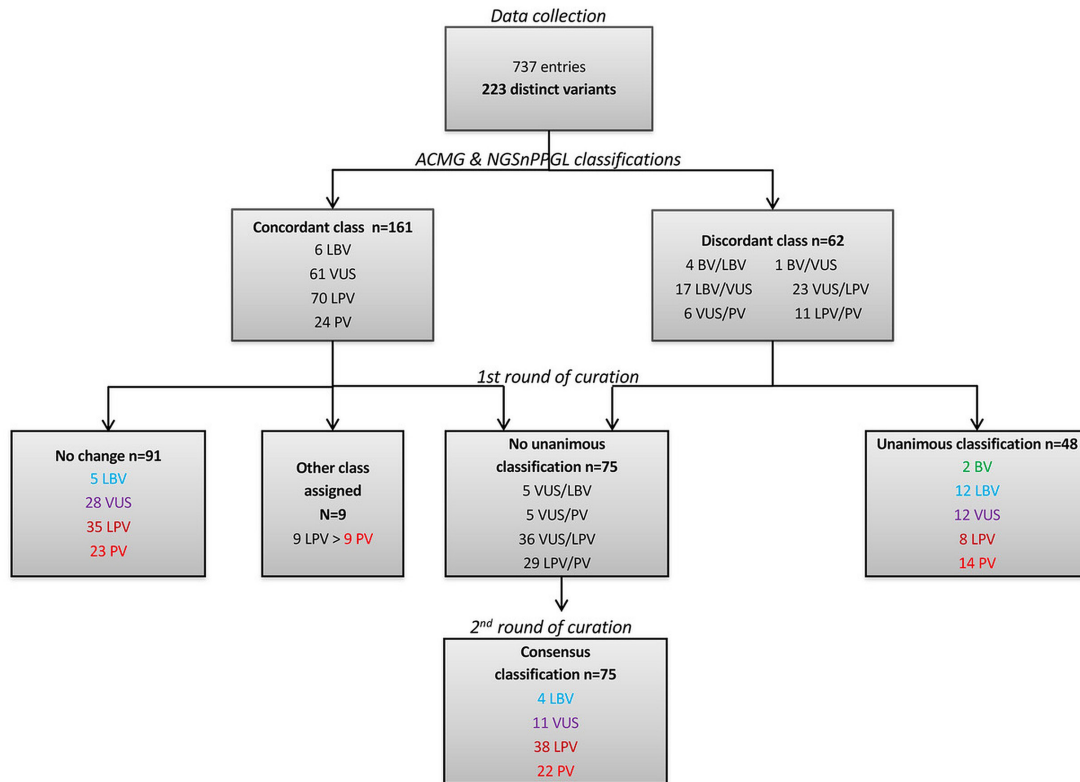 Data collection
737 entries
223 distinct variants
ACMG & NGSnPPGL classifications
Concordant class n=161
6 LBV
61 VUS
70 LPV
24 PV
Discordant class n=62
4 BV/LBV 1 BV/VUS
17 LBV/VUS 23 VUS/LPV
6 VUS/PV 11 LPV/PV
1st round of curation
No change n=91
5 LBV
28 VUS
35 LPV
23 PV
Other class
assigned
N=9
9 LPV > 9 PV
No unanimous
classification n=75
5 VUS/LBV
5 VUS/PV
36 VUS/LPV
29 LPV/PV
Unanimous classification n=48
2 BV
12 LBV
12 VUS
8 LPV
14 PV
2nd round of curation
Consensus
classification n=75
4 LBV
11 VUS
38 LPV
22 PV